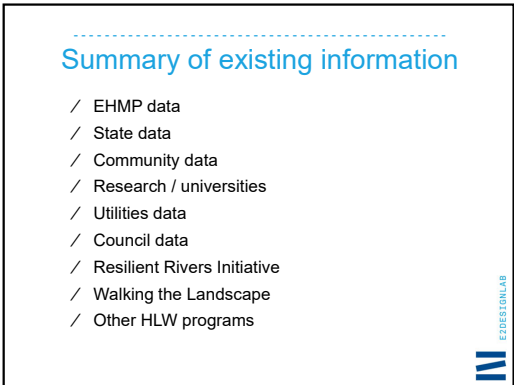 Summary of existing information
/ EHMP data
/ State data
/ Community data
/ Research / universities
/ Utilities data
/ Council data
/ Resilient Rivers Initiative
/ Walking the Landscape
/ Other HLW programs
E2DESIGNLAB